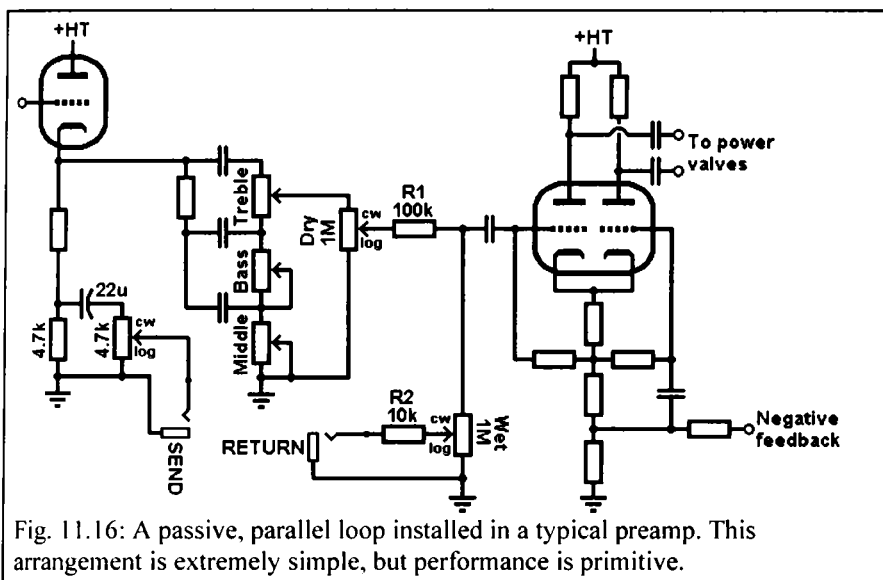 +HT
+HT
To power
valves
Treble
Dry
1M
cw
log
R1
100k
Bass
22u
4.7k
4.7k
cw
log
Middle
SEND
RETURN
R2
10k
cw
log
Wet
1M
Negative
feedback
Fig. 11.16: A passive, parallel loop installed in a typical preamp. This
arrangement is extremely simple, but performance is primitive.